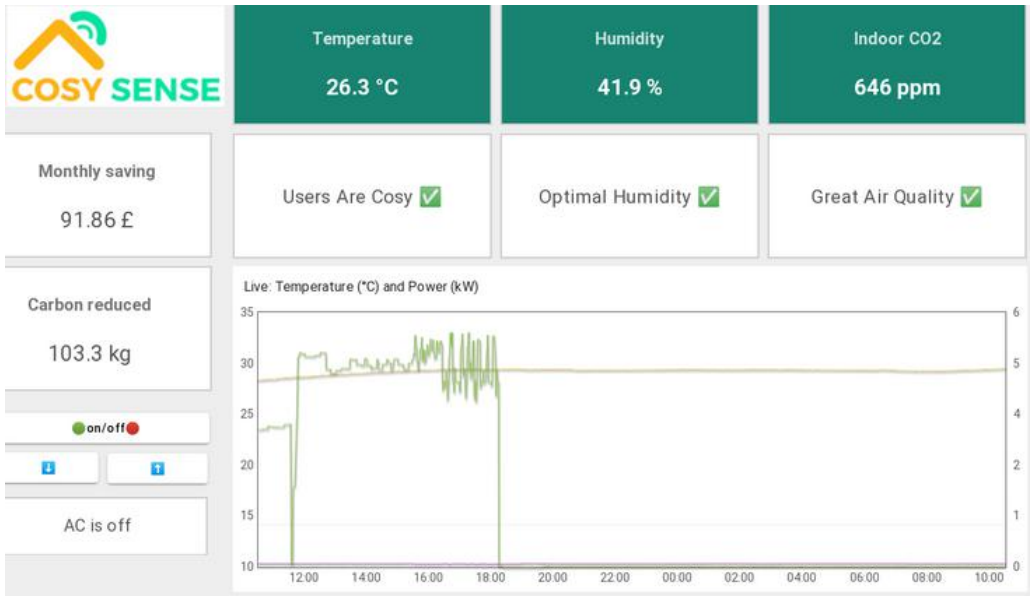 COSY SENSE
Temperature
26.3 °C
Humidity
41.9 %
Indoor CO2
646 ppm
Monthly saving
91.86 £
Users Are Cosy ✅
Optimal Humidity ✅
Great Air Quality ✅
Carbon reduced
103.3 kg
🟢on/off🔴
⬇️ ⬆️
AC is off
Live: Temperature (°C) and Power (kW)
35
30
25
20
15
10
6
5
4
2
1
0
12:00 14:00 16:00 18:00 20:00 22:00 00:00 02:00 04:00 06:00 08:00 10:00